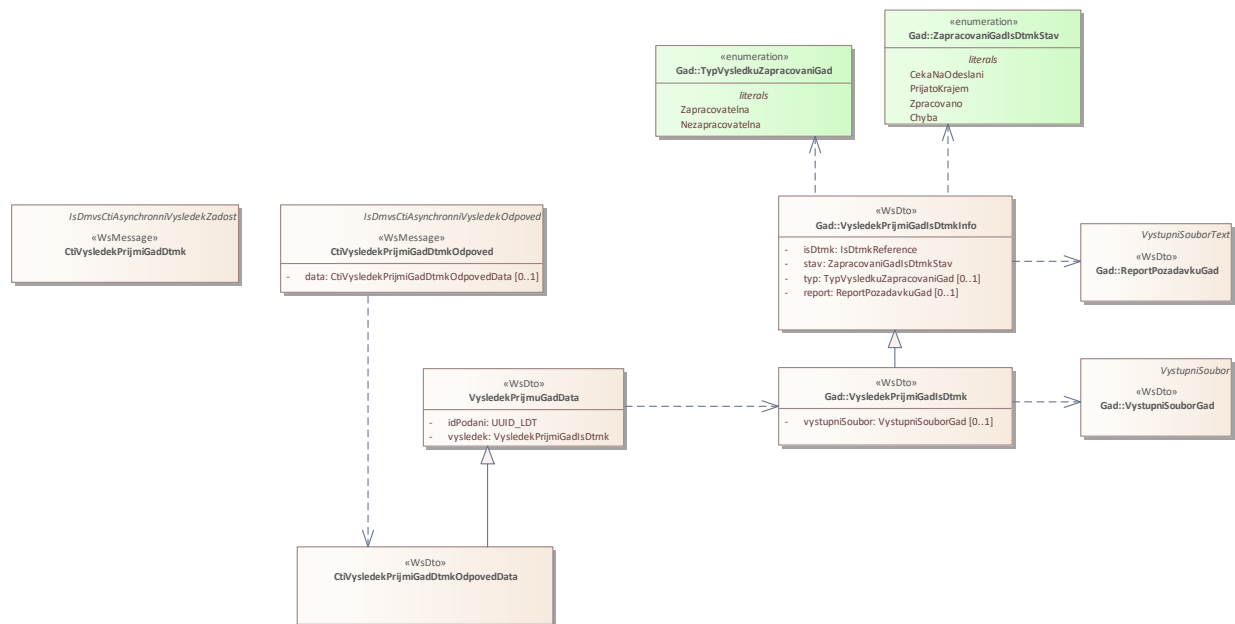 «enumeration»
Gad::ZapracovaniGadIsDtmkStav
literals
CekaNaOdeslani
PrijatoKrajem
Zpracovano
Chyba
«enumeration»
Gad::TypVysledkuZapracovaniGad
literals
Zapracovatelna
Nezapracovatelna
IsDmvsCtiAsynchronniVysledekZadost
«WsMessage»
CtiVysledekPrijmiGadDtmk
IsDmvsCtiAsynchronniVysledekOdpoved
«WsMessage»
CtiVysledekPrijmiGadDtmkOdpoved
- data: CtiVysledekPrijmiGadDtmkOdpovedData [0..1]
«WsDto»
Gad::VysledekPrijmiGadIsDtmkInfo
- isDtmk: IsDtmkReference
- stav: ZapracovaniGadIsDtmkStav
- typ: TypVysledkuZapracovaniGad [0..1]
- report: ReportPozadavkuGad [0..1]
VystupniSouborText
«WsDto»
Gad::ReportPozadavkuGad
«WsDto»
VysledekPrijmuGadData
- idPodani: UUID_LDT
- vysledek: VysledekPrijmiGadIsDtmk
«WsDto»
Gad::VysledekPrijmiGadIsDtmk
- vystupniSoubor: VystupniSouborGad [0..1]
VystupniSoubor
«WsDto»
Gad::VystupniSouborGad
«WsDto»
CtiVysledekPrijmiGadDtmkOdpovedData